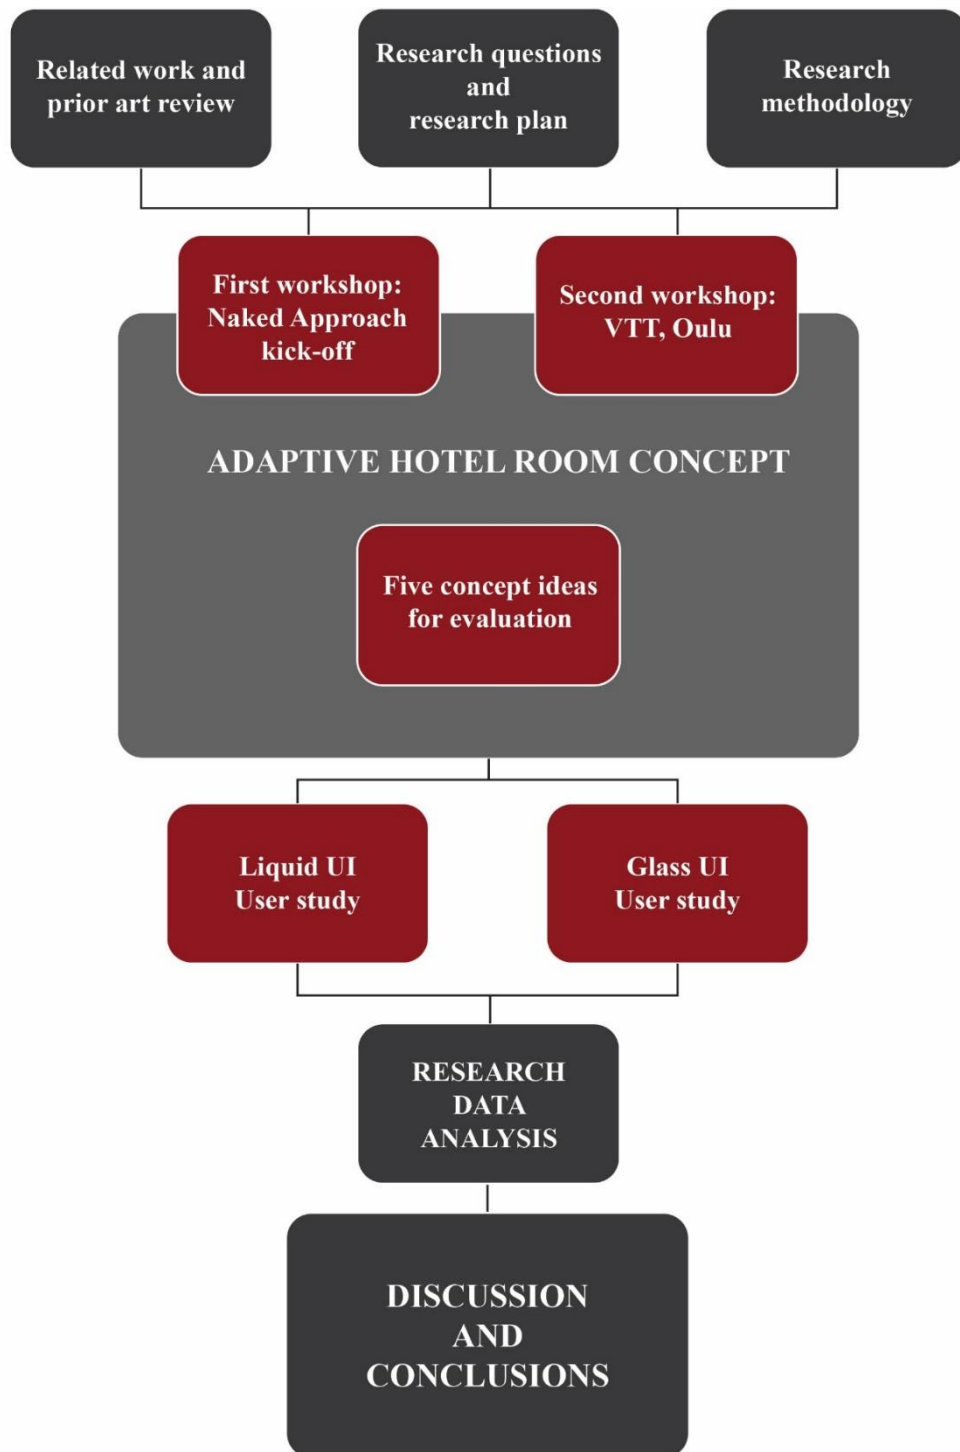 Related work and
prior art review
Research questions
and
research plan
Research
methodology
First workshop:
Naked Approach
kick-off
Second workshop:
VTT, Oulu
ADAPTIVE HOTEL ROOM CONCEPT
Five concept ideas
for evaluation
Liquid UI
User study
Glass UI
User study
RESEARCH
DATA
ANALYSIS
DISCUSSION
AND
CONCLUSIONS